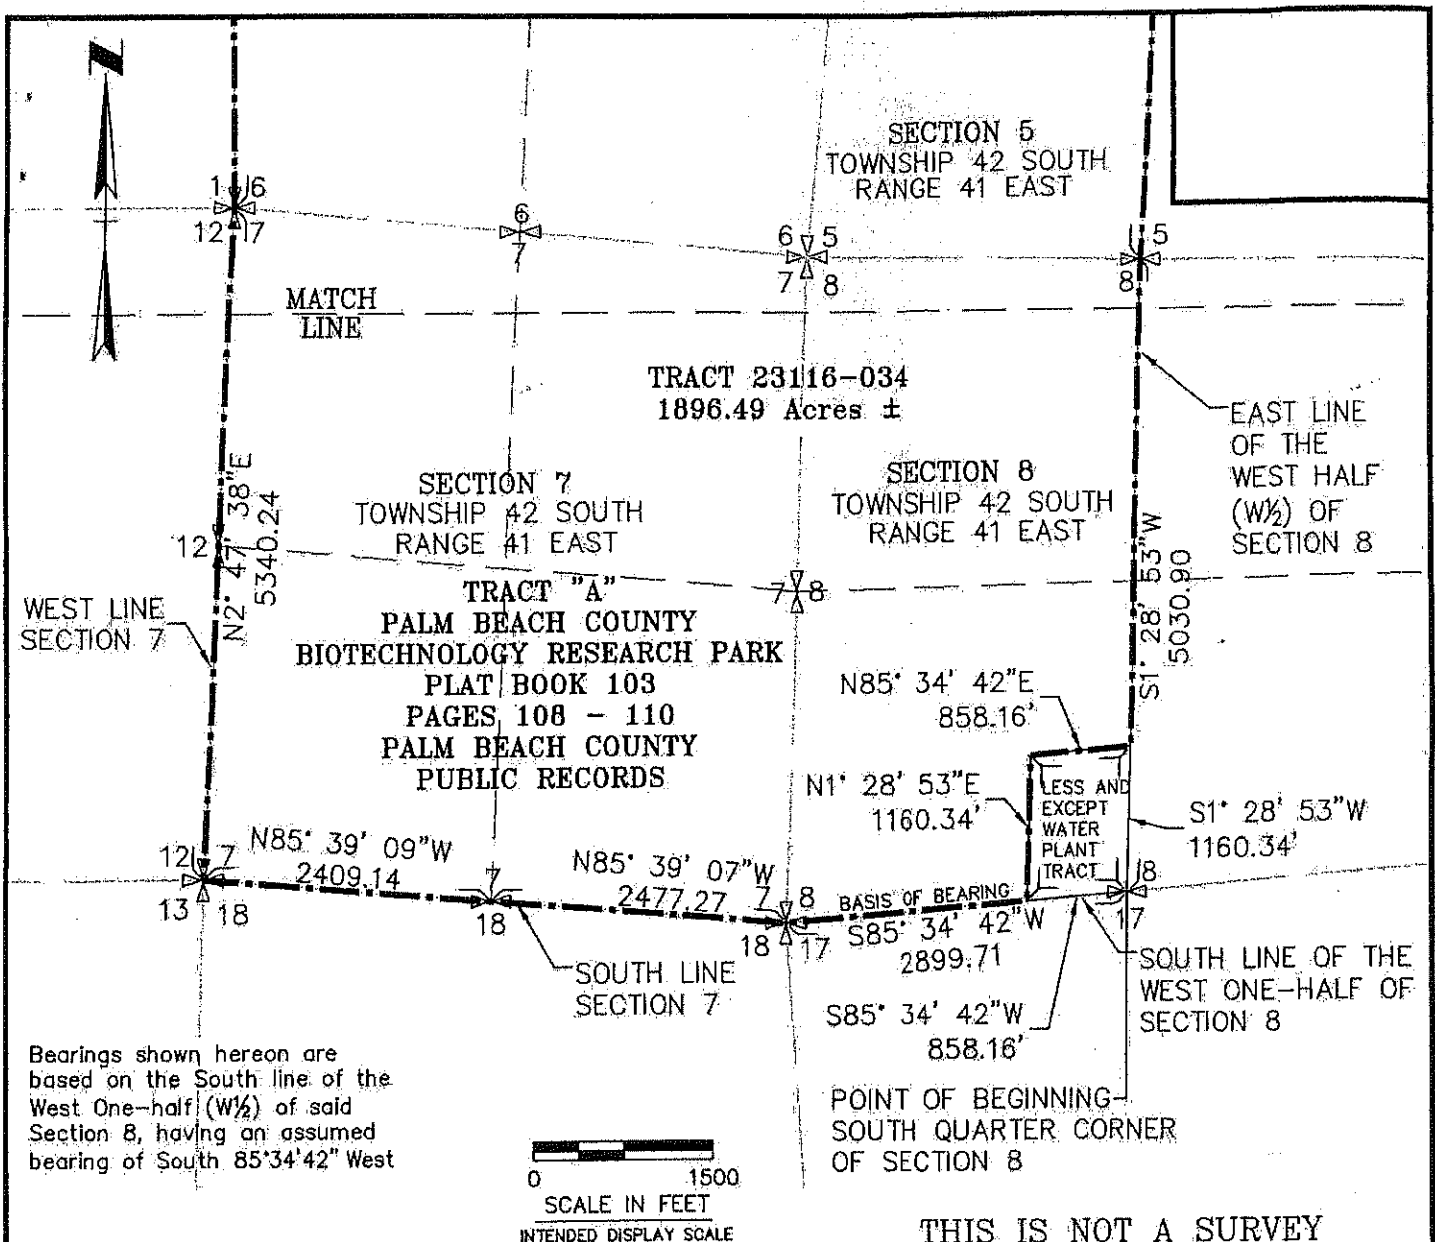 N
SECTION 5
TOWNSHIP 42 SOUTH
RANGE 41 EAST
1 6
12 7
6
7
6 5
7 8
5
8
MATCH
LINE
TRACT 23116-034
1896.49 Acres ±
EAST LINE
OF THE
WEST HALF
(W½) OF
SECTION 8
SECTION 7
TOWNSHIP 42 SOUTH
RANGE 41 EAST
SECTION 8
TOWNSHIP 42 SOUTH
RANGE 41 EAST
N2° 47' 38"E
5340.24
12
S1° 28' 53"W
5030.90
7 8
WEST LINE
SECTION 7
TRACT "A"
PALM BEACH COUNTY
BIOTECHNOLOGY RESEARCH PARK
PLAT BOOK 103
PAGES 108 - 110
PALM BEACH COUNTY
PUBLIC RECORDS
N85° 34' 42"E
858.16'
N1° 28' 53"E
1160.34'
LESS AND
EXCEPT
WATER
PLANT
TRACT
S1° 28' 53"W
1160.34'
12 7
13 18
N85° 39' 09"W
2409.14
7
18
N85° 39' 07"W
2477.27
7 8
18 17
BASIS OF BEARING
S85° 34' 42"W
2899.71
8
17
SOUTH LINE
SECTION 7
SOUTH LINE OF THE
WEST ONE-HALF OF
SECTION 8
S85° 34' 42"W
858.16'
POINT OF BEGINNING
SOUTH QUARTER CORNER
OF SECTION 8
Bearings shown hereon are
based on the South line of the
West One-half (W½) of said
Section 8, having an assumed
bearing of South 85°34'42" West
0 1500
SCALE IN FEET
INTENDED DISPLAY SCALE
THIS IS NOT A SURVEY